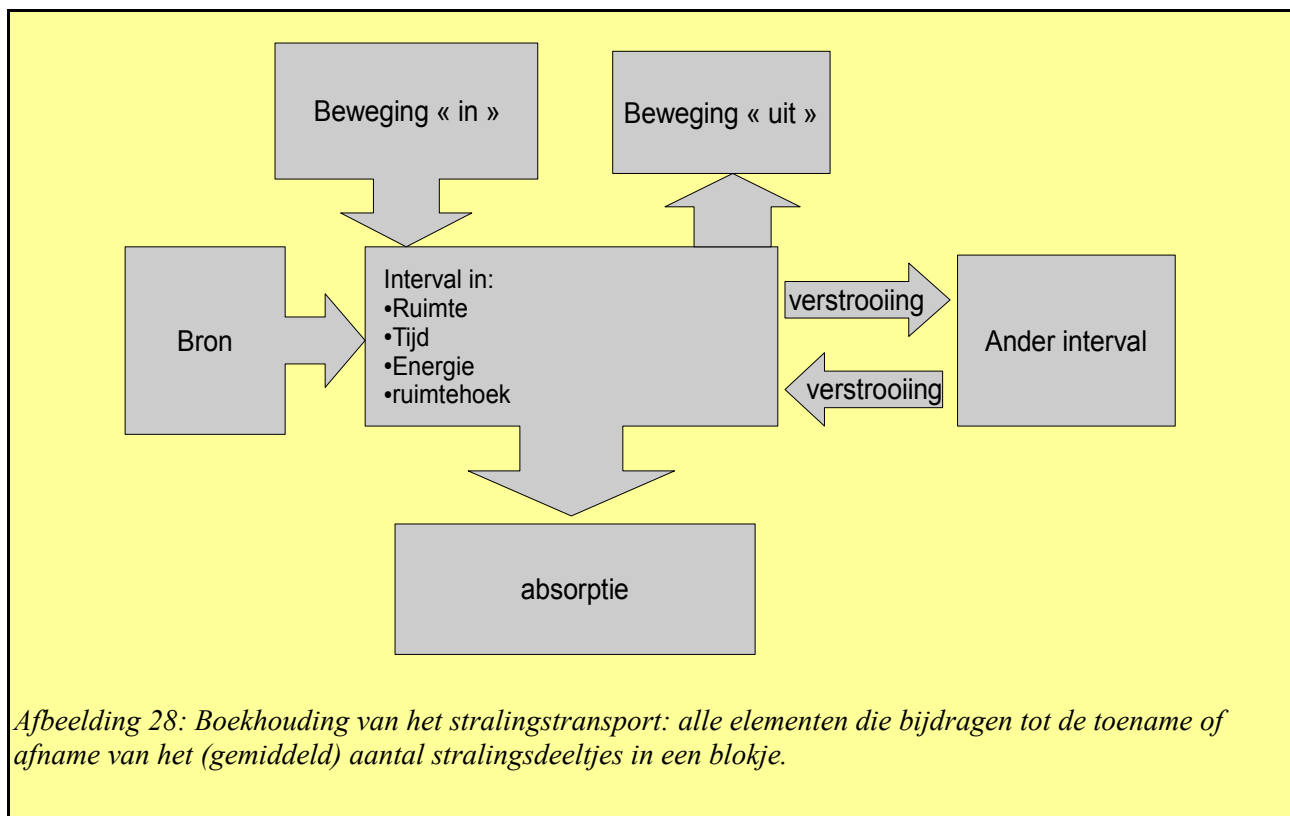 Beweging « in »
Beweging « uit »
Bron
Interval in:
•Ruimte
•Tijd
•Energie
•ruimtehoek
verstrooiing
verstrooiing
Ander interval
absorptie
Afbeelding 28: Boekhouding van het stralingstransport: alle elementen die bijdragen tot de toename of
afname van het (gemiddeld) aantal stralingsdeeltjes in een blokje.